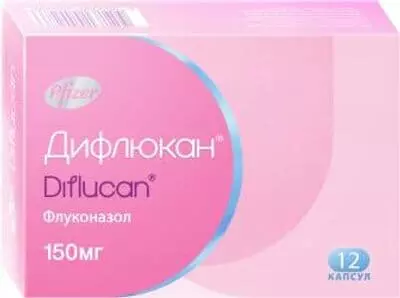 Pfizer
Дифлюкан®
Diflucan®
Флуконазол
150мг
12
КАПСУЛ